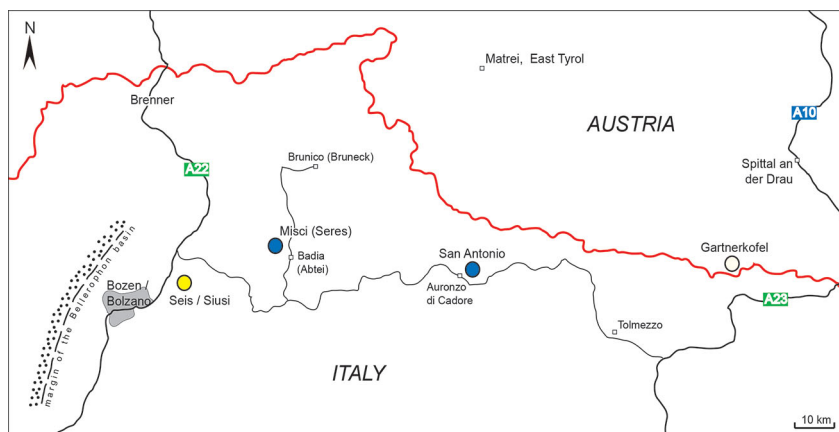 N
Matrei, East Tyrol
Brenner
A10
AUSTRIA
Brunico (Bruneck)
A22
Spittal an
der Drau
Misci (Seres)
San Antonio
Gartnerkofel
Badia
(Abtei)
Bozen /
Bolzano
Seis / Siusi
Auronzo
di Cadore
A23
Tolmezzo
margin of the Bellerophon basin
ITALY
10 km